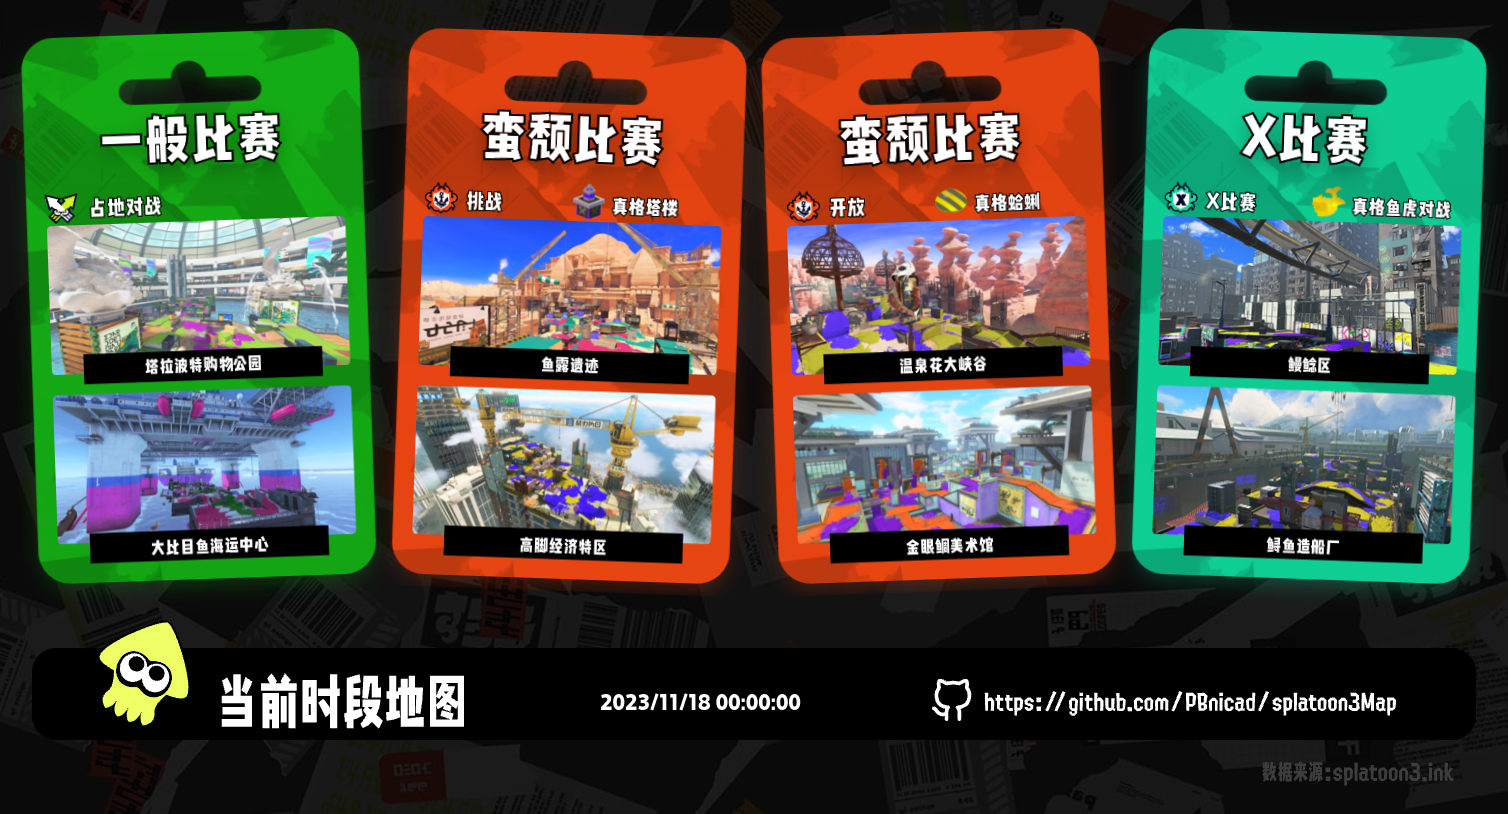 一般比赛
占地对战
塔拉波特购物公园
大比目鱼海运中心
蛮颓比赛
挑战
真格塔楼
鱼露遗迹
高脚经济特区
蛮颓比赛
开放
真格蛤蜊
温泉花大峡谷
金眼鲷美术馆
X比赛
X比赛
真格鱼虎对战
鳗鲶区
鲟鱼造船厂
当前时段地图
2023/11/18 00:00:00
https://github.com/PBnicad/splatoon3Map
数据来源:splatoon3.ink